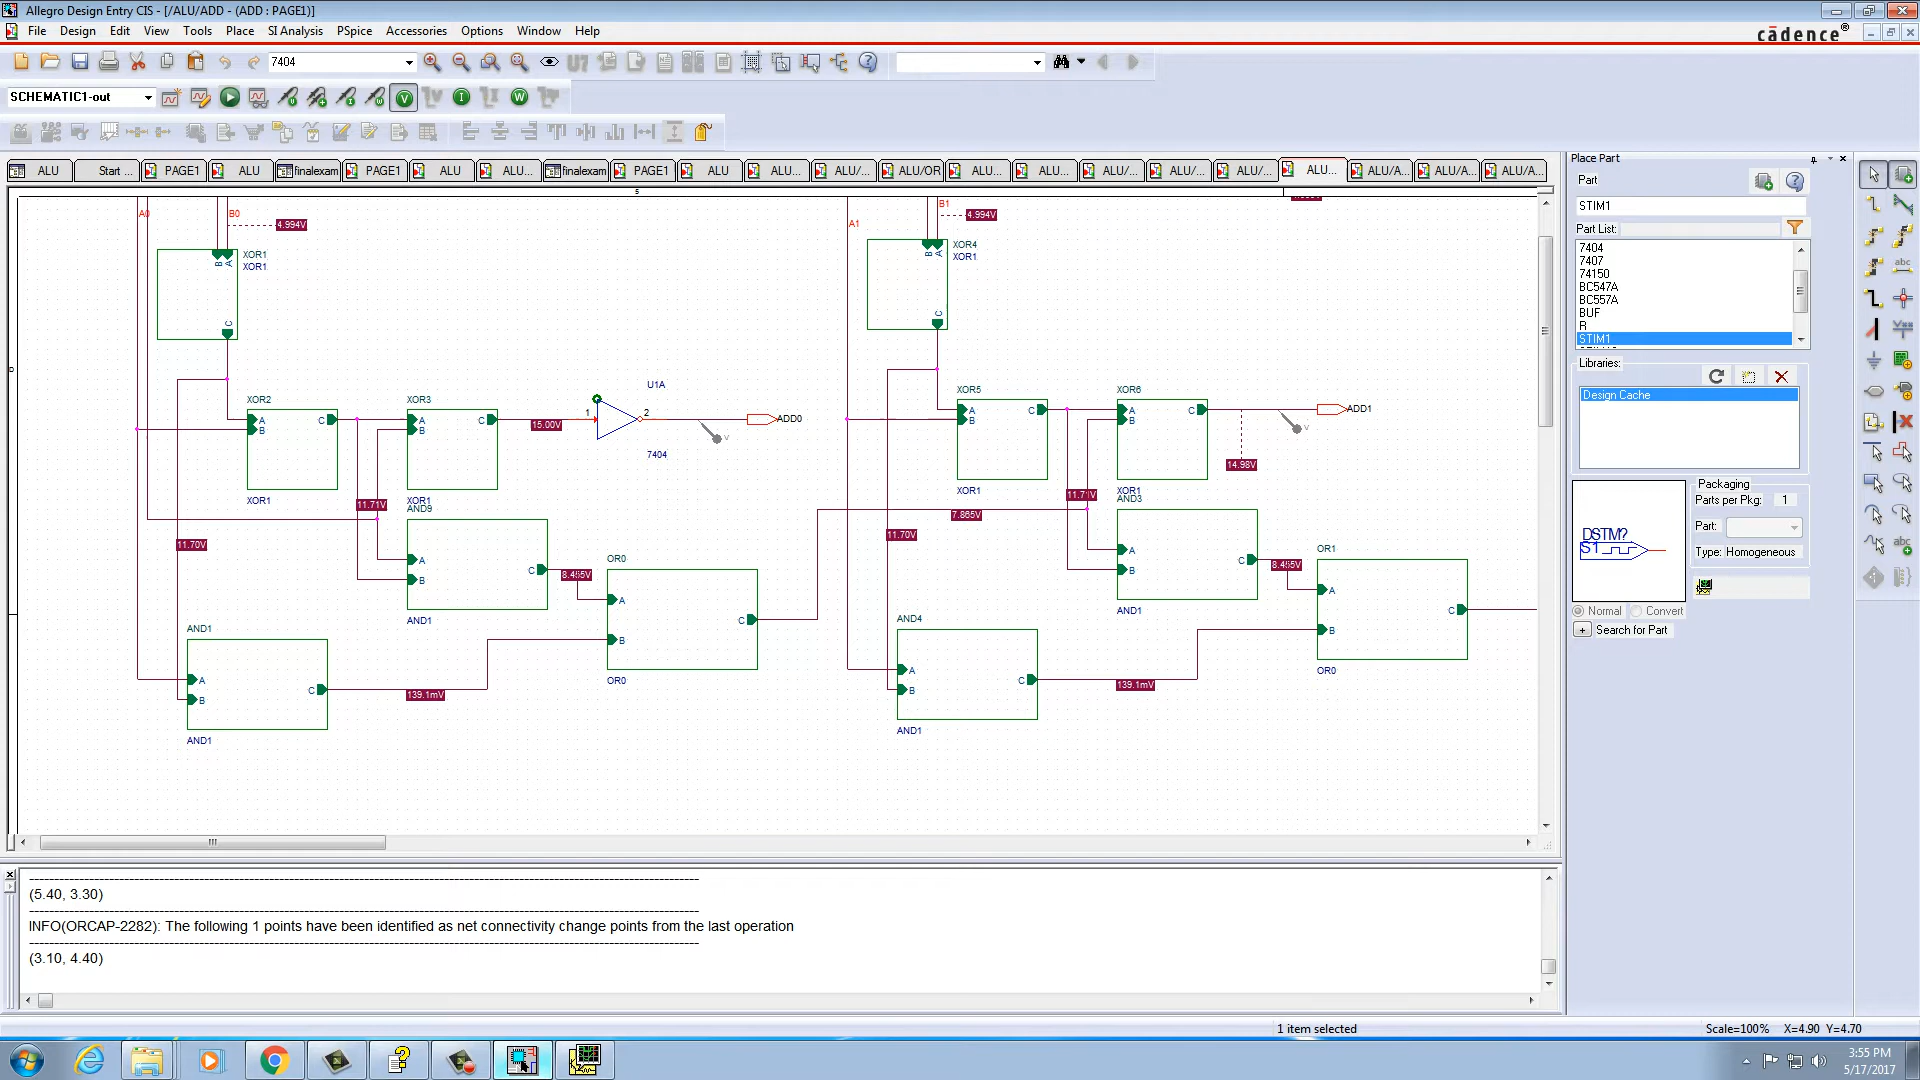 Allegro Design Entry CIS - [/ALU/ADD - (ADD : PAGE1)]
File Design Edit View Tools Place SI Analysis PSpice Accessories Options Window Help
cādence®
7404
SCHEMATIC1-out
ALU Start ... PAGE1 ALU finalexam PAGE1 ALU ALU... finalexam PAGE1 ALU ALU... ALU/... ALU/OR ALU... ALU... ALU/... ALU/... ALU/... ALU... ALU/A... ALU/A... ALU/A...
5
A0 B0
4.994V
B A
XOR1
XOR1
C
XOR2
A
B
C
XOR1
XOR3
A
B
C
XOR1
15.00V
U1A
1 2
7404
V
ADD0
11.71V
11.70V
AND9
A
B
C
AND1
8.455V
OR0
A
B
C
OR0
AND1
A
B
C
AND1
139.1mV
A1 B1
4.994V
B A
XOR4
XOR1
C
XOR5
A
B
C
XOR1
XOR6
A
B
C
XOR1
14.98V
V
ADD1
11.71V
7.865V
11.70V
AND3
A
B
C
AND1
8.455V
OR1
A
B
C
OR0
AND4
A
B
C
AND1
139.1mV
Place Part
Part
STIM1
Part List:
7404
7407
74150
BC547A
BC557A
BUF
R
STIM1
Libraries:
Design Cache
DSTM?
S1
Packaging
Parts per Pkg: 1
Part:
Type: Homogeneous
Normal Convert
Search for Part
(5.40, 3.30)
INFO(ORCAP-2282): The following 1 points have been identified as net connectivity change points from the last operation
(3.10, 4.40)
1 item selected
Scale=100% X=4.90 Y=4.70
3:55 PM
5/17/2017